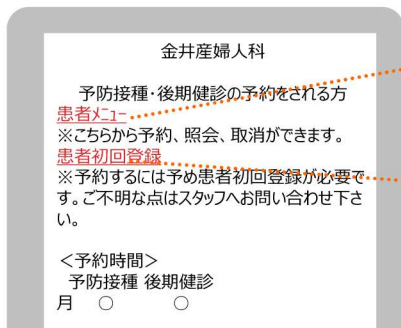 金井産婦人科
予防接種・後期健診の予約をされる方
患者メニュー
※こちらから予約、照会、取消ができます。
患者初回登録
※予約するには予め患者初回登録が必要で
す。ご不明な点はスタッフへお問い合わせ下さ
い。
＜予約時間＞
予防接種 後期健診
月 ○ ○